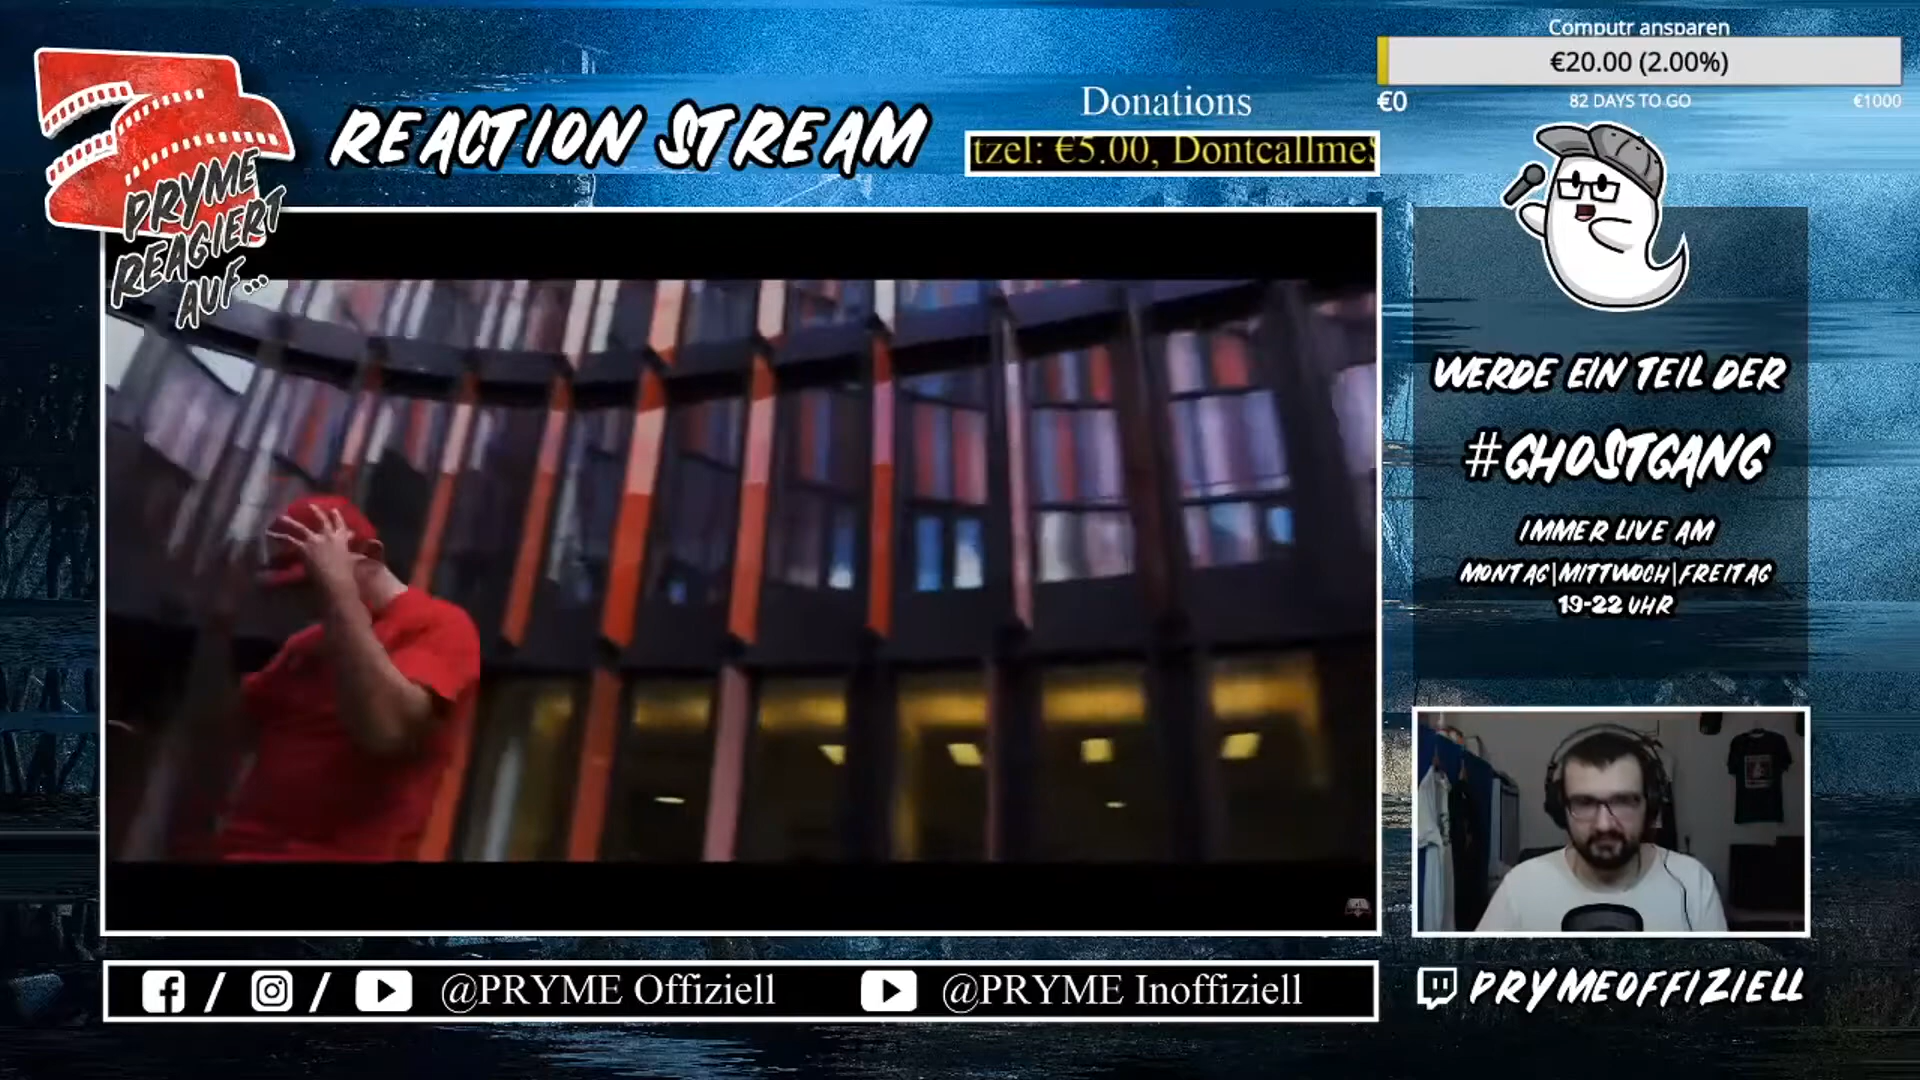 Computr ansparen
€20.00 (2.00%)
€0
82 DAYS TO GO
€1000
PRYME
REAGIERT
AUF...
REACTION STREAM
Donations
tzel: €5.00, Dontcallme
WERDE EIN TEIL DER
#GHOSTGANG
IMMER LIVE AM
MONTAG|MITTWOCH|FREITAG
19-22 UHR
/ / @PRYME Offiziell @PRYME Inoffiziell
PRYMEOFFIZIELL